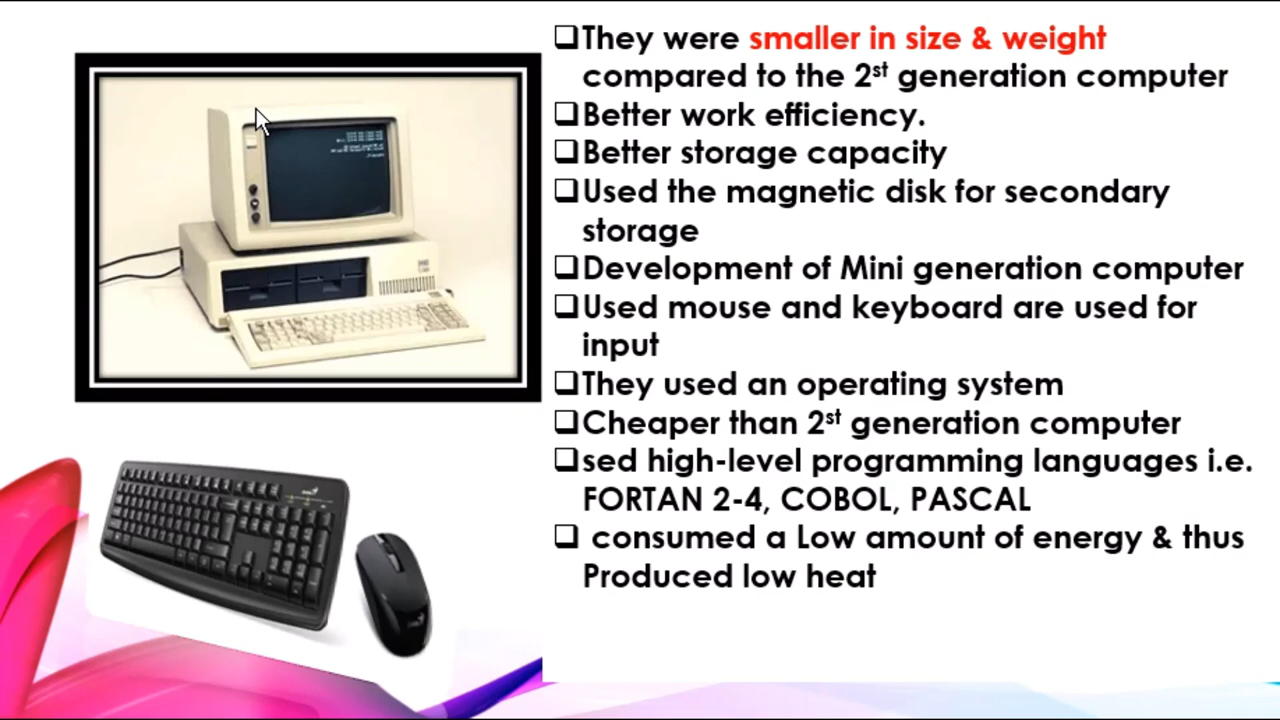 ❑They were smaller in size & weight
compared to the 2st generation computer
❑Better work efficiency.
❑Better storage capacity
❑Used the magnetic disk for secondary
storage
❑Development of Mini generation computer
❑Used mouse and keyboard are used for
input
❑They used an operating system
❑Cheaper than 2st generation computer
❑sed high-level programming languages i.e.
FORTAN 2-4, COBOL, PASCAL
❑ consumed a Low amount of energy & thus
Produced low heat